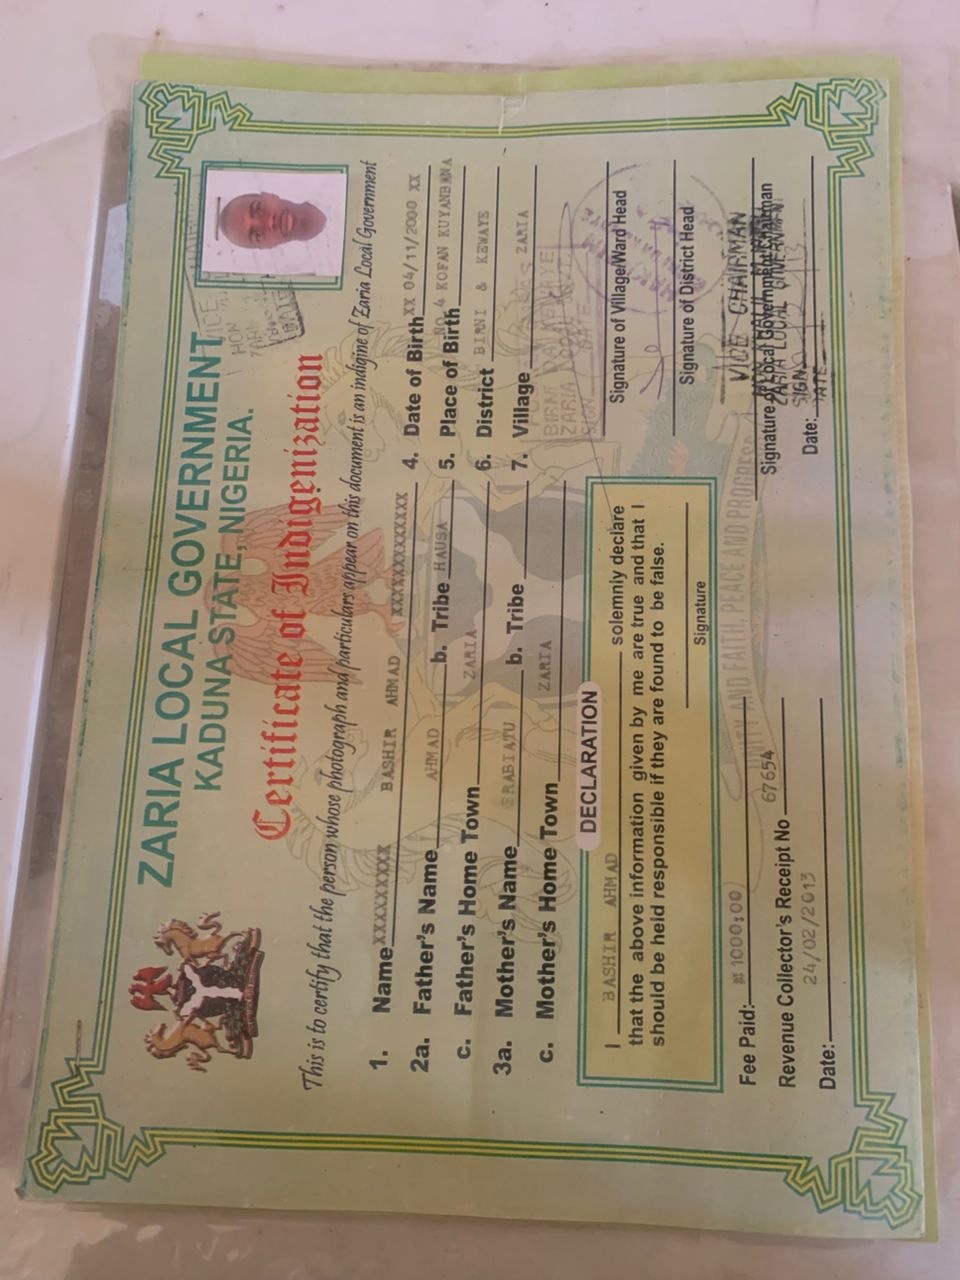 ZARIA LOCAL GOVERNMENT
KADUNA STATE, NIGERIA.
Certificate of Indigenization
This is to certify that the person whose photograph and particulars appear on this document is an indigine of Zaria Local Government
1. Name XXXXXXXXX BASHIR AHMAD XXXXXXXXXXXXX
2a. Father's Name AHMAD b. Tribe HAUSA
c. Father's Home Town ZARIA
3a. Mother's Name b. Tribe
c. Mother's Home Town ZARIA
4. Date of Birth XX 04/11/2000 XX
5. Place of Birth NO. 4 KOFAN KUYANBANA
6. District BIRNI & KEWAYE
7. Village ZARIA
DECLARATION
I BASHIR AHMAD solemnly declare
that the above information given by me are true and that I
should be held responsible if they are found to be false.
Signature
Signature of Village/Ward Head
Signature of District Head
VICE CHAIRMAN
Signature of Local Government Chairman
ZARIA LOCAL
SIGN
DATE
Date:
Fee Paid: 1000:00
Revenue Collector's Receipt No 67654
24/02/2013
Date:
UNITY AND FAITH, PEACE AND PROGRESS